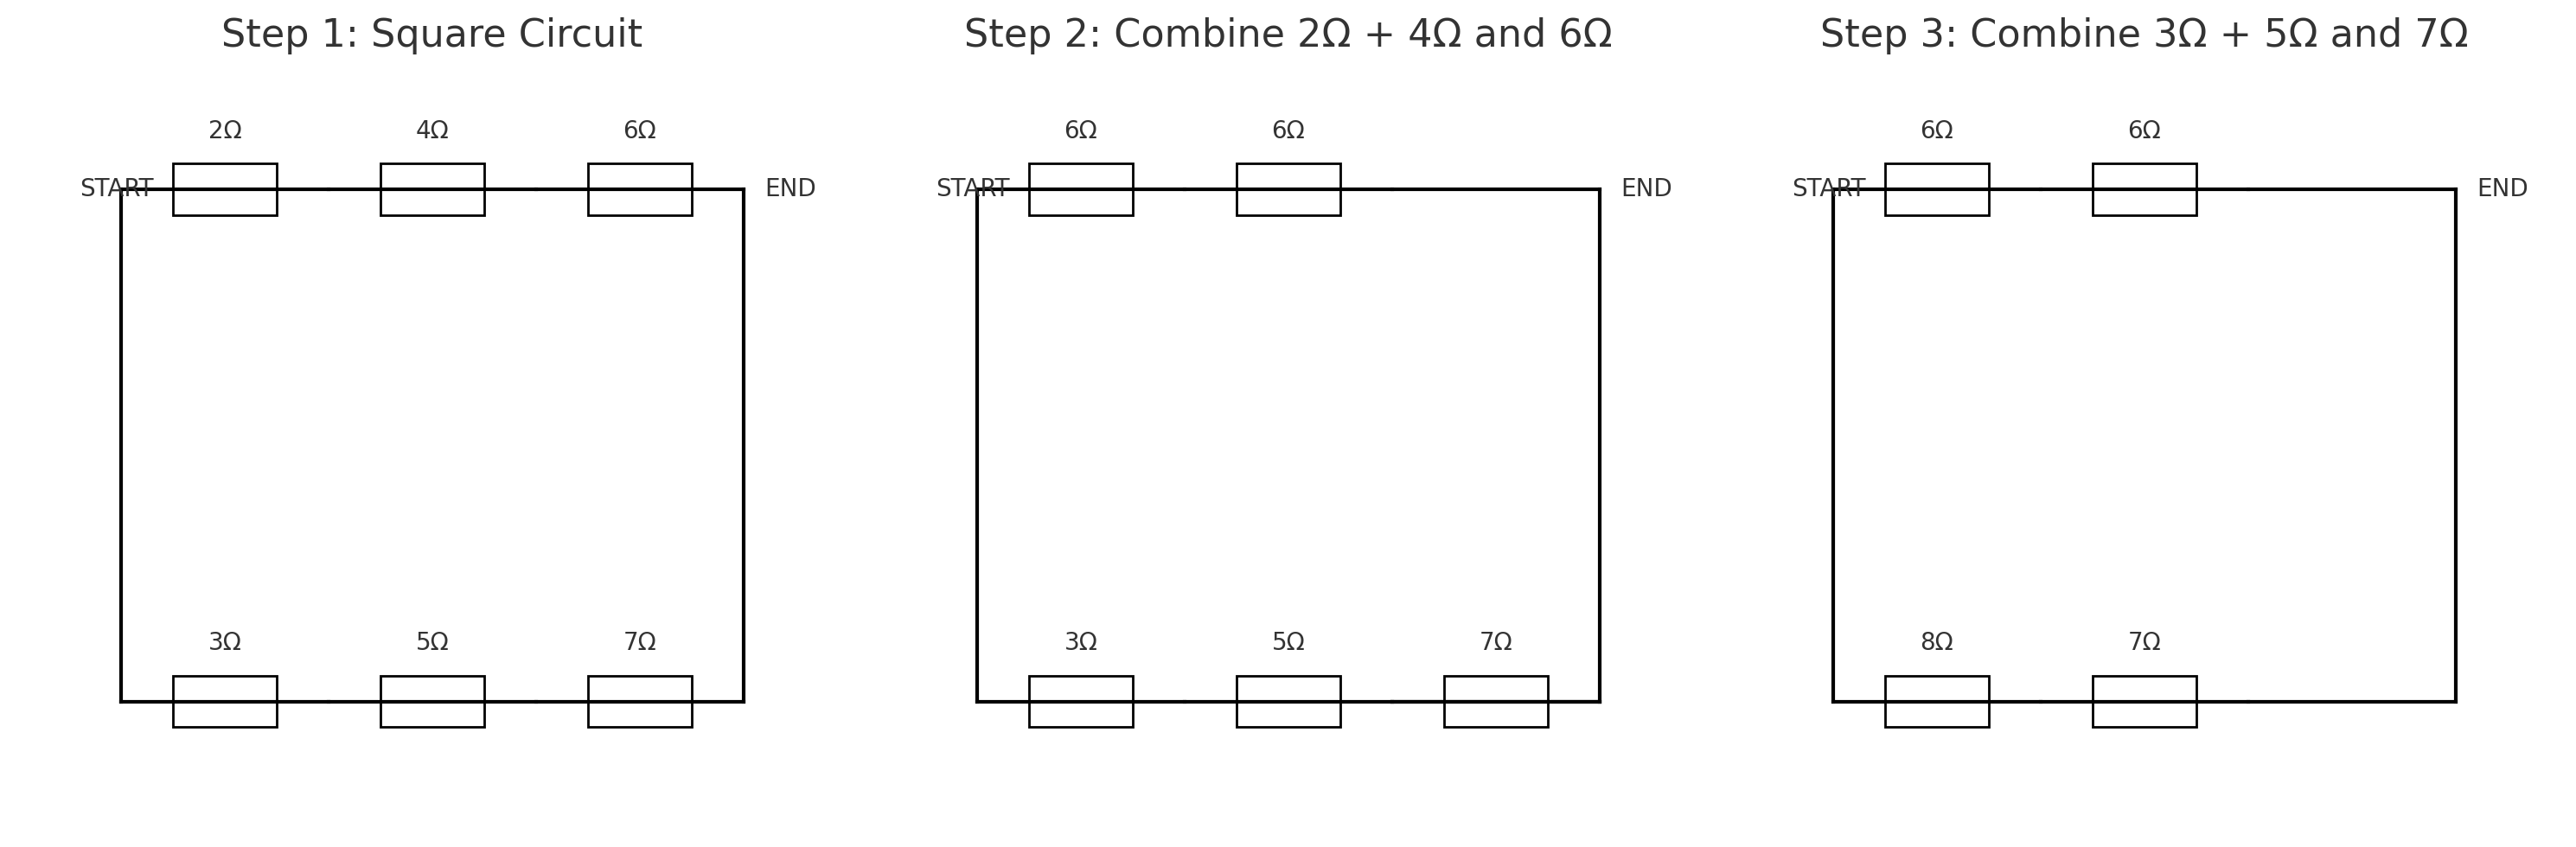 Step 1: Square Circuit
2Ω 4Ω 6Ω
START END
3Ω 5Ω 7Ω
Step 2: Combine 2Ω + 4Ω and 6Ω
6Ω 6Ω
START END
3Ω 5Ω 7Ω
Step 3: Combine 3Ω + 5Ω and 7Ω
6Ω 6Ω
START END
8Ω 7Ω